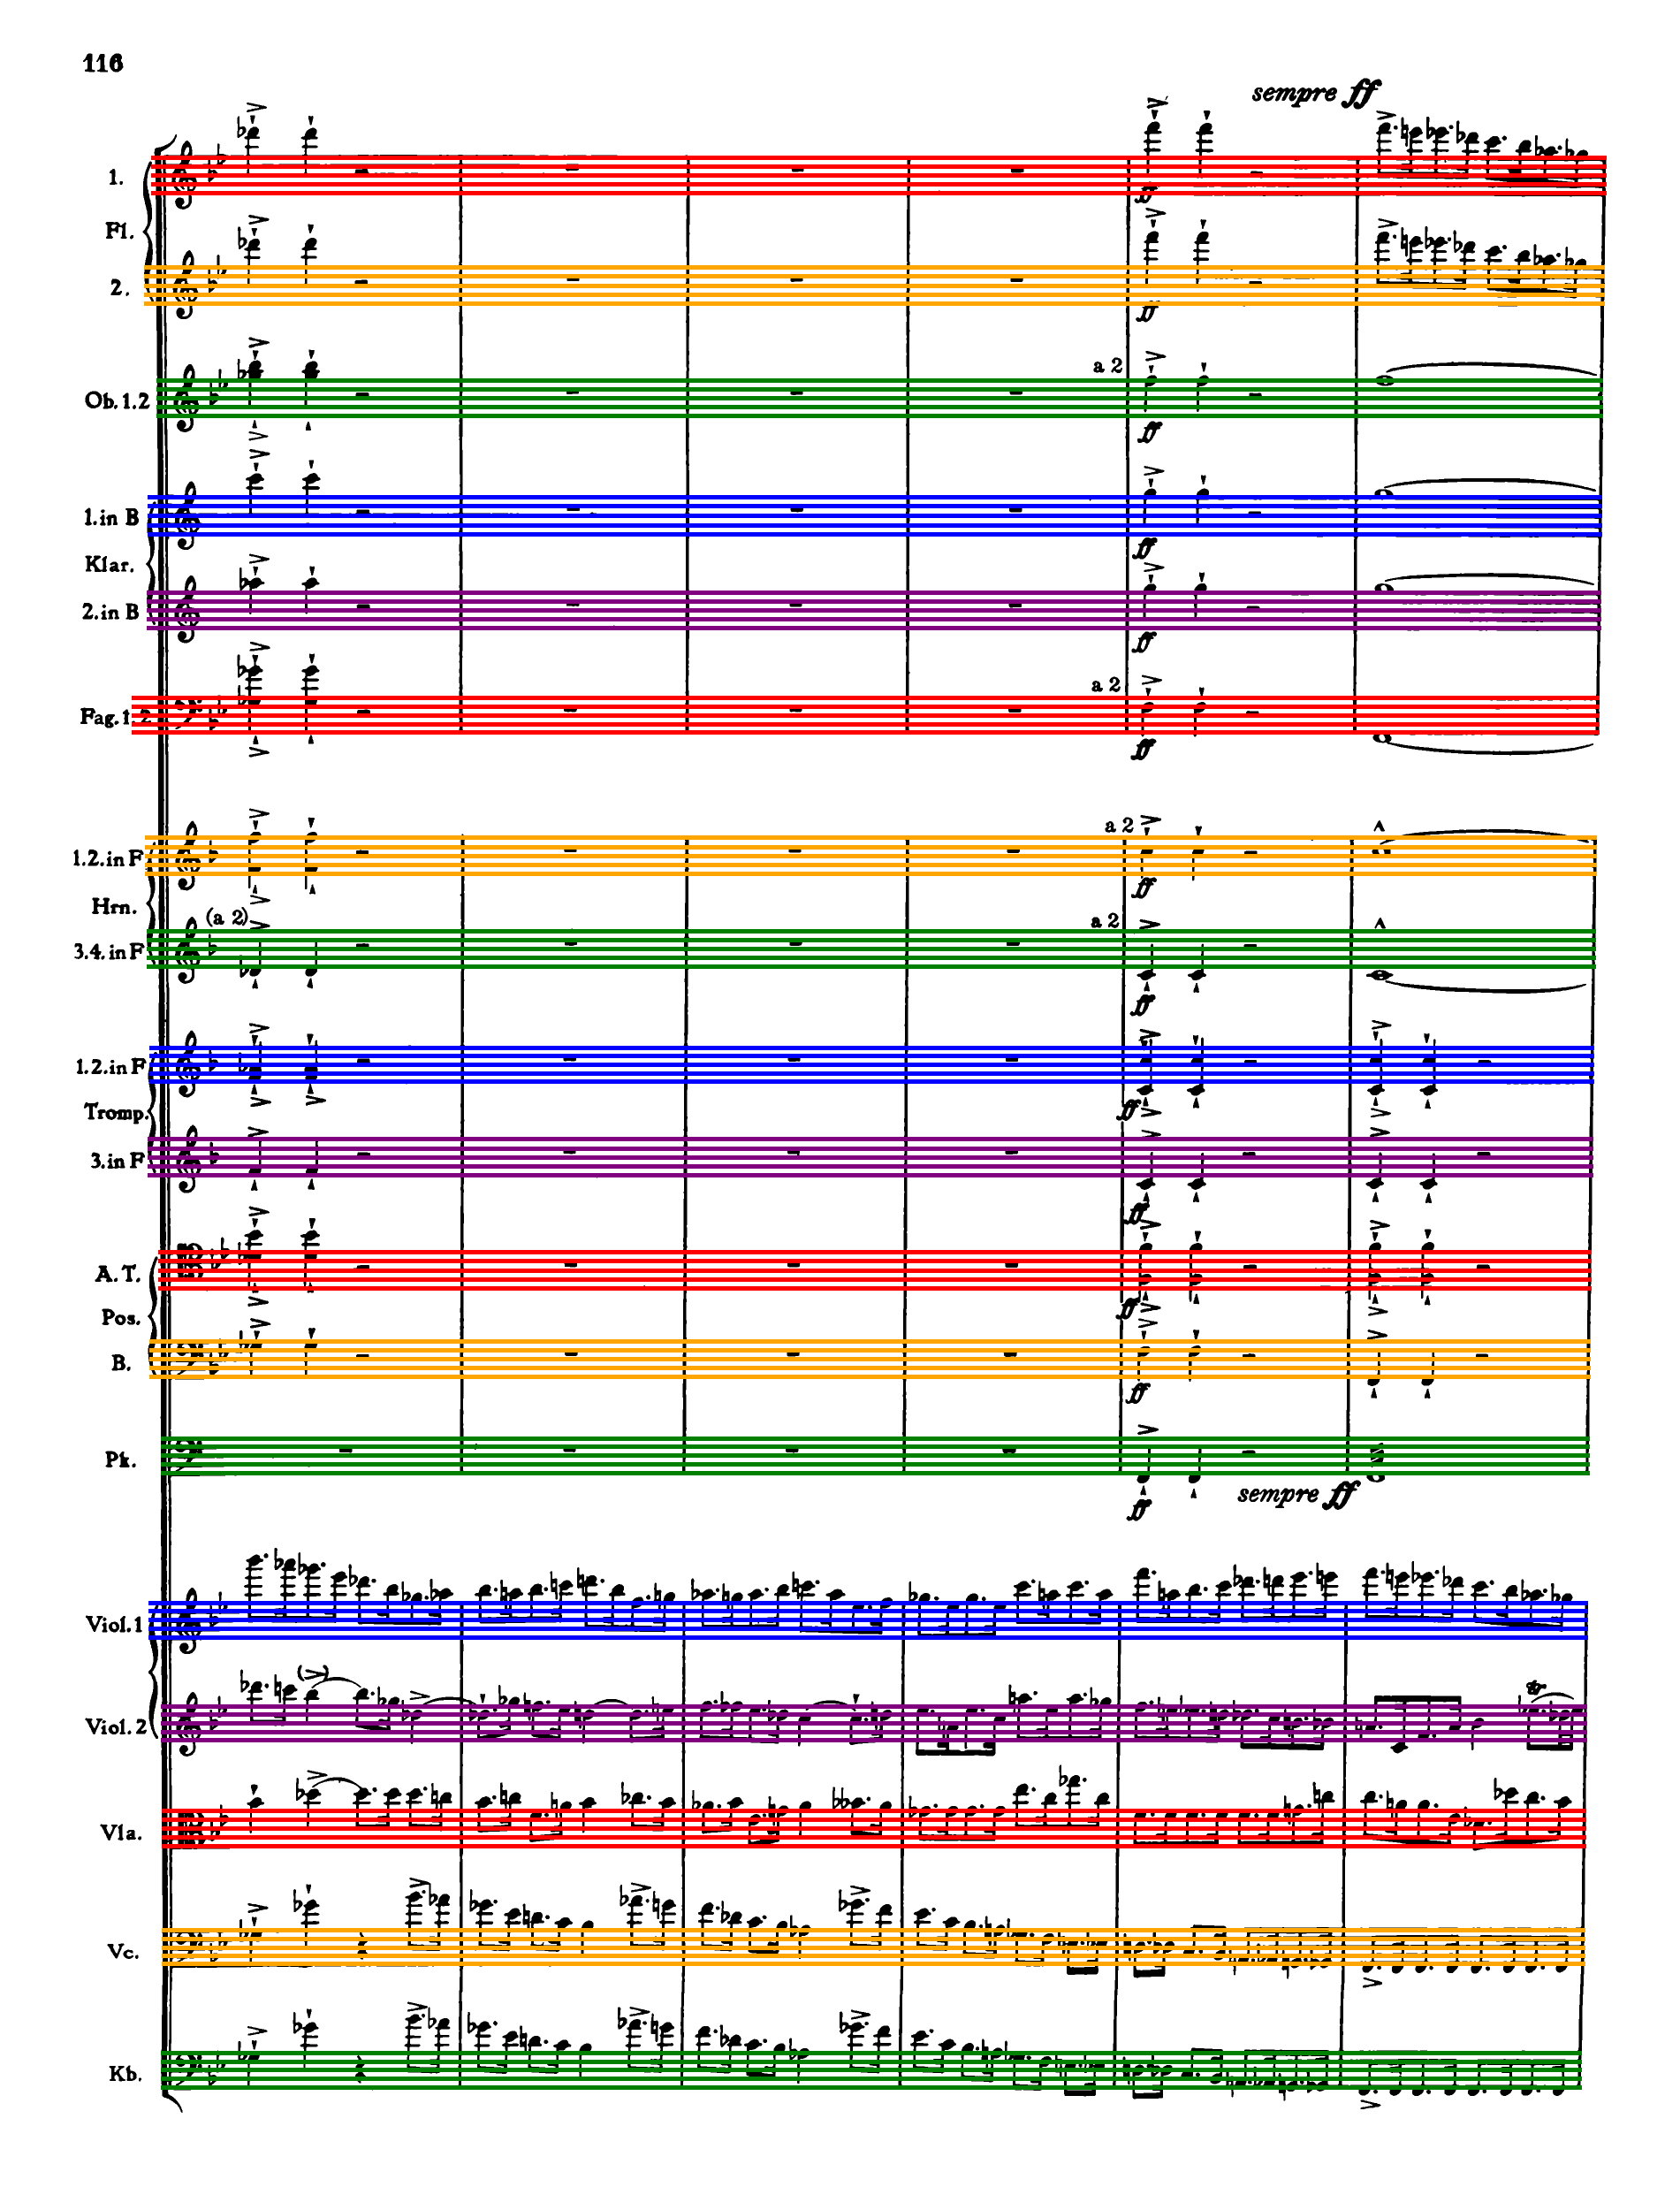 116
sempre ff
1.
ff
Fl.
2.
ff
a 2
Ob. 1.2
ff
1. in B
ff
Klar.
2. in B
ff
a 2
Fag. 1.2
ff
a 2
1.2. in F
ff
Hrn.
(a 2)
a 2
3.4. in F
ff
1.2. in F
ff
Tromp.
3. in F
ff
A. T.
ff
Pos.
B.
ff
Pk.
sempre ff
ff
Viol. 1
tr
Viol. 2
Vla.
Vc.
Kb.